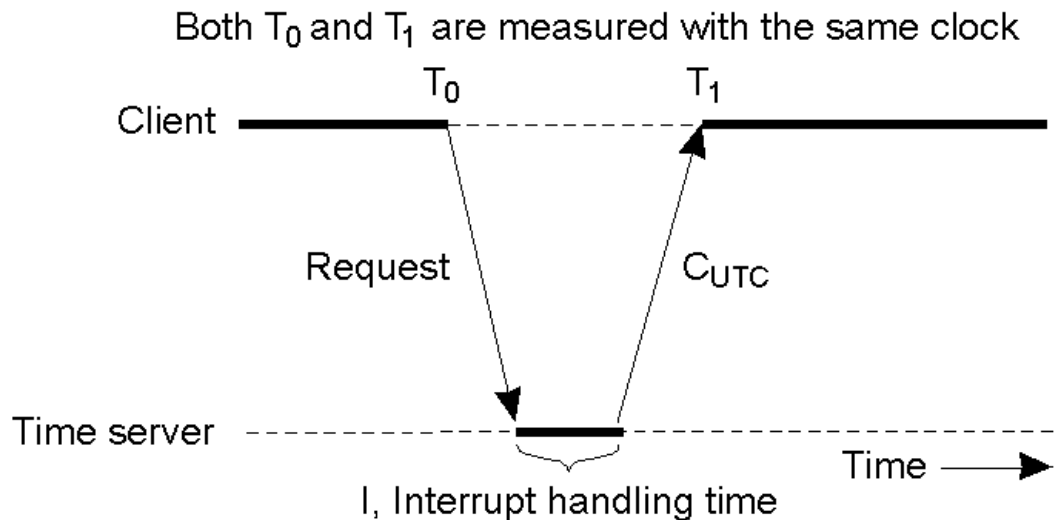 Both T₀ and T₁ are measured with the same clock
T₀
T₁
Client
Request
C_UTC
Time server
Time
I, Interrupt handling time